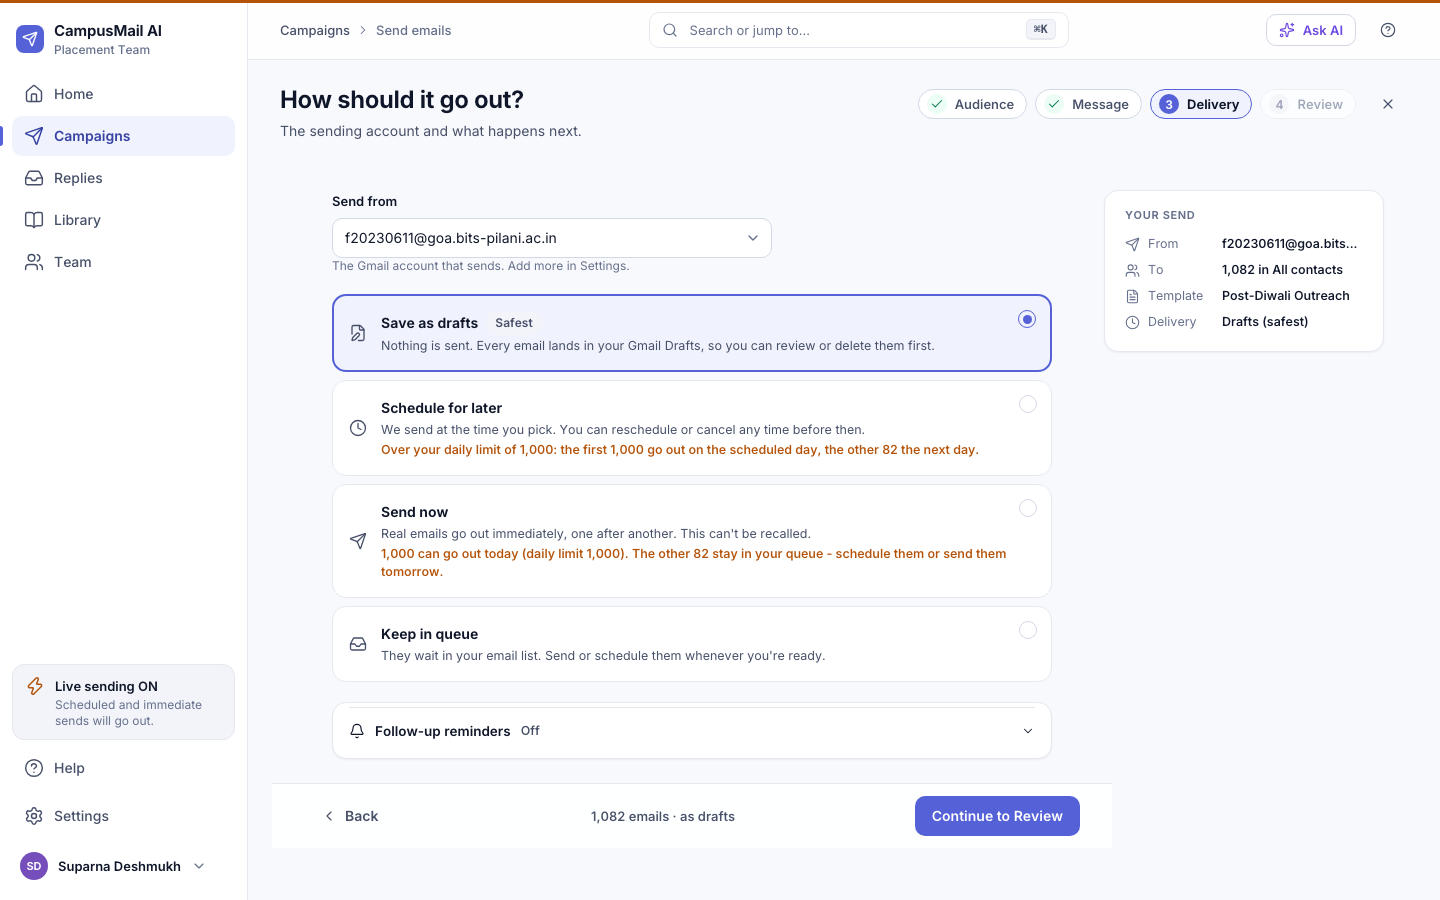 CampusMail AI
Placement Team
Home
Campaigns
Replies
Library
Team
Live sending ON
Scheduled and immediate
sends will go out.
Help
Settings
SD
Suparna Deshmukh
Campaigns > Send emails
Search or jump to...
⌘K
Ask AI
How should it go out?
The sending account and what happens next.
Audience
Message
3 Delivery
4 Review
Send from
f20230611@goa.bits-pilani.ac.in
The Gmail account that sends. Add more in Settings.
Save as drafts Safest
Nothing is sent. Every email lands in your Gmail Drafts, so you can review or delete them first.
Schedule for later
We send at the time you pick. You can reschedule or cancel any time before then.
Over your daily limit of 1,000: the first 1,000 go out on the scheduled day, the other 82 the next day.
Send now
Real emails go out immediately, one after another. This can't be recalled.
1,000 can go out today (daily limit 1,000). The other 82 stay in your queue - schedule them or send them
tomorrow.
Keep in queue
They wait in your email list. Send or schedule them whenever you're ready.
Follow-up reminders Off
Back
1,082 emails · as drafts
Continue to Review
YOUR SEND
From f20230611@goa.bits...
To 1,082 in All contacts
Template Post-Diwali Outreach
Delivery Drafts (safest)